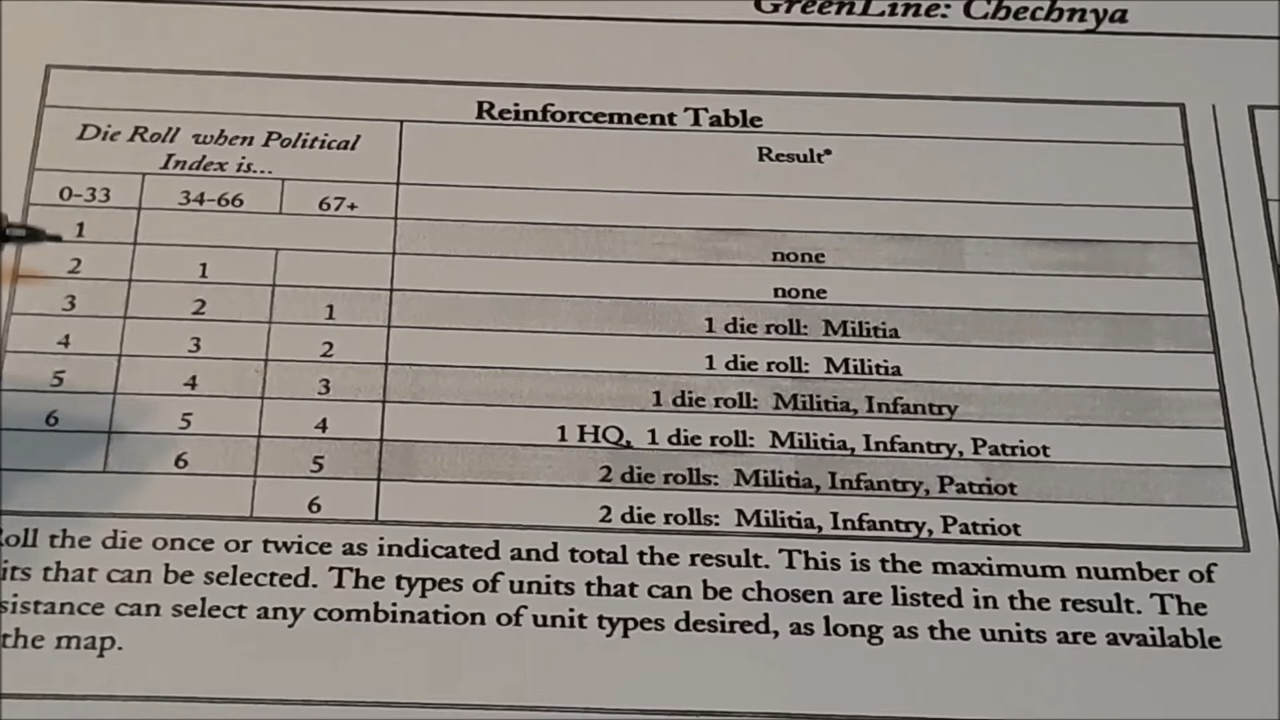 GreenLine: Chechnya
Reinforcement Table
Die Roll when Political
Index is...
Result*
0-33 34-66 67+
1 none
2 1 none
3 2 1 1 die roll: Militia
4 3 2 1 die roll: Militia
5 4 3 1 die roll: Militia, Infantry
6 5 4 1 HQ, 1 die roll: Militia, Infantry, Patriot
6 5 2 die rolls: Militia, Infantry, Patriot
6 2 die rolls: Militia, Infantry, Patriot
Roll the die once or twice as indicated and total the result. This is the maximum number of
its that can be selected. The types of units that can be chosen are listed in the result. The
sistance can select any combination of unit types desired, as long as the units are available
the map.